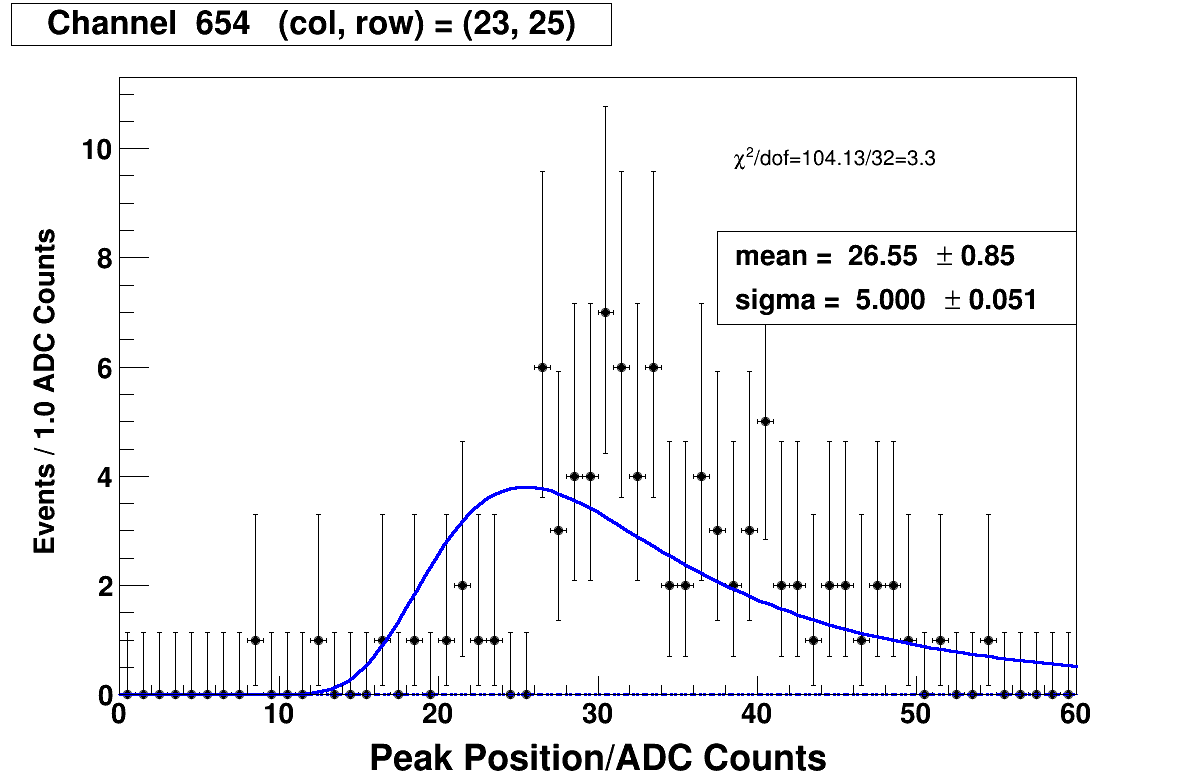 Channel 654 (col, row) = (23, 25)
χ²/dof=104.13/32=3.3
mean = 26.55 ± 0.85
sigma = 5.000 ± 0.051
Events / 1.0 ADC Counts
10
8
6
4
2
0
0 10 20 30 40 50 60
Peak Position/ADC Counts